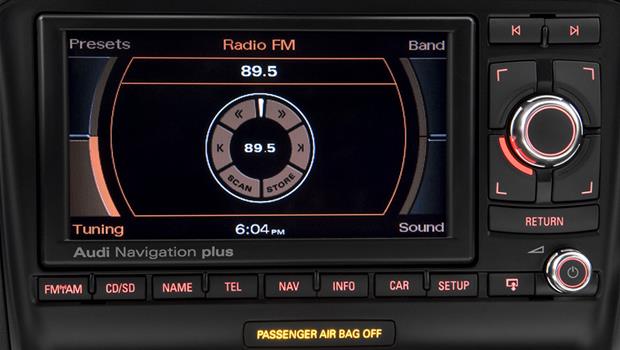 Presets Radio FM Band
89.5
89.5
SCAN STORE
Tuning 6:04 PM Sound
Audi Navigation plus
RETURN
FM/AM CD/SD NAME TEL NAV INFO CAR SETUP
PASSENGER AIR BAG OFF